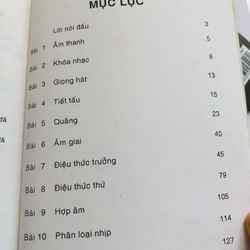 MỤC LỤC
Lời nói đầu 3
Bài 1 Âm thanh 5
Bài 2 Khóa nhạc 8
Bài 3 Giọng hát 13
Bài 4 Tiết tấu 15
Bài 5 Quãng 23
Bài 6 Âm giai 40
Bài 7 Điệu thức trưởng 45
Bài 8 Điệu thức thứ 79
Bài 9 Hợp âm 105
Bài 10 Phân loại nhịp 114
127